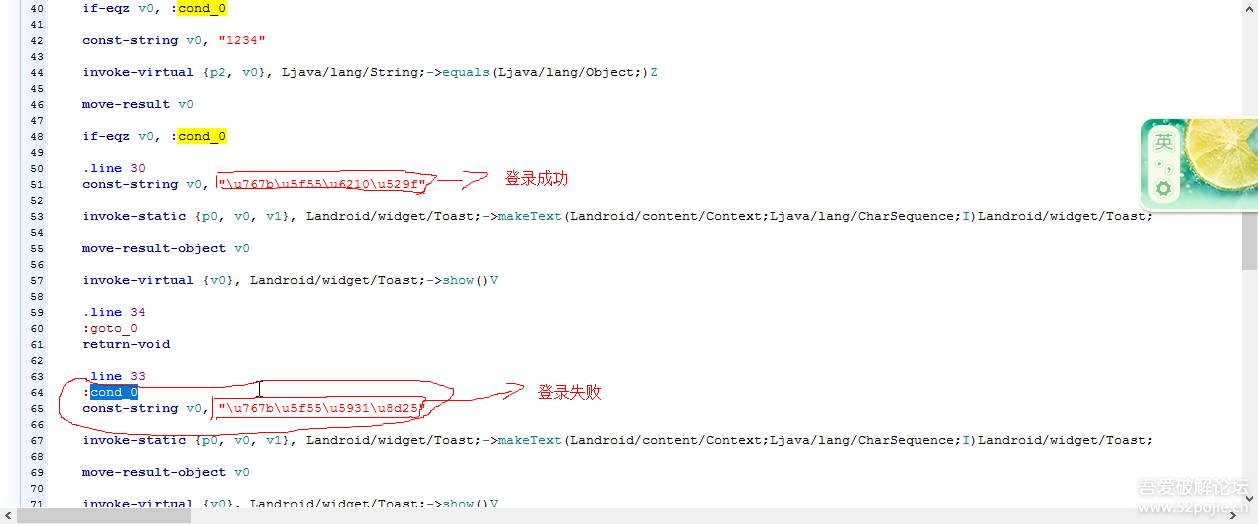 40 if-eqz v0, :cond_0
41
42 const-string v0, "1234"
43
44 invoke-virtual {p2, v0}, Ljava/lang/String;->equals(Ljava/lang/Object;)Z
45
46 move-result v0
47
48 if-eqz v0, :cond_0
49
50 .line 30
51 const-string v0, "\u767b\u5f55\u6210\u529f" 登录成功
52
53 invoke-static {p0, v0, v1}, Landroid/widget/Toast;->makeText(Landroid/content/Context;Ljava/lang/CharSequence;I)Landroid/widget/Toast;
54
55 move-result-object v0
56
57 invoke-virtual {v0}, Landroid/widget/Toast;->show()V
58
59 .line 34
60 :goto_0
61 return-void
62
63 .line 33
64 :cond_0
65 const-string v0, "\u767b\u5f55\u5931\u8d25" 登录失败
66
67 invoke-static {p0, v0, v1}, Landroid/widget/Toast;->makeText(Landroid/content/Context;Ljava/lang/CharSequence;I)Landroid/widget/Toast;
68
69 move-result-object v0
70
71 invoke-virtual {v0}, Landroid/widget/Toast;->show()V
英
吾爱破解论坛
www.52pojie.cn